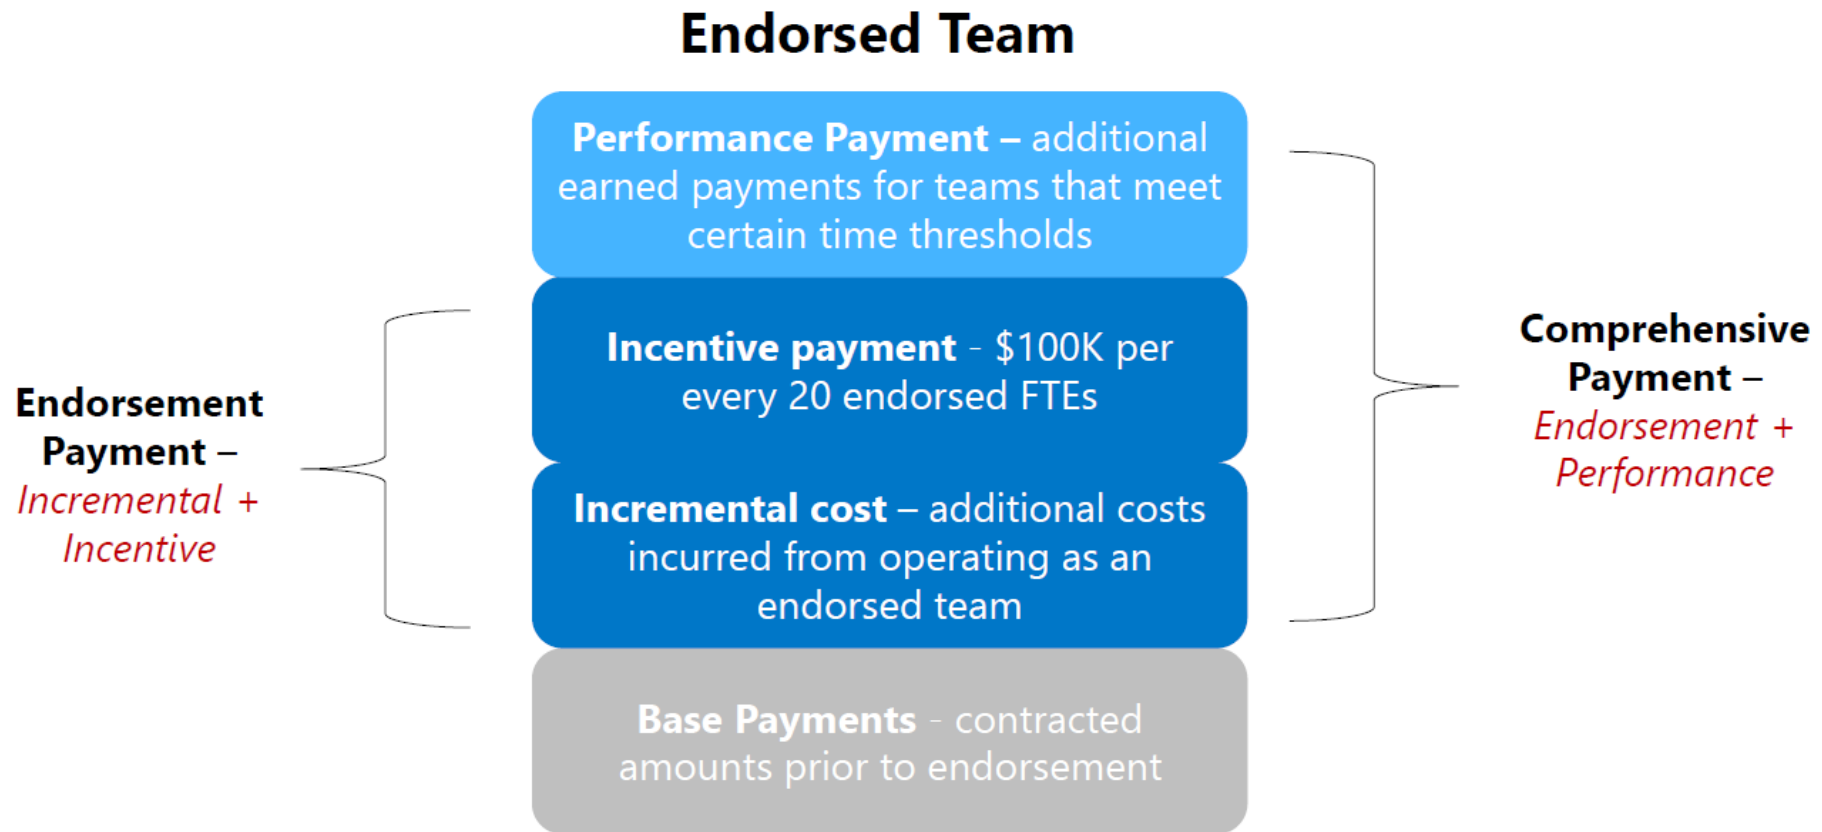 Endorsed Team
Performance Payment – additional
earned payments for teams that meet
certain time thresholds
Incentive payment - $100K per
every 20 endorsed FTEs
Incremental cost – additional costs
incurred from operating as an
endorsed team
Base Payments - contracted
amounts prior to endorsement
Endorsement
Payment –
Incremental +
Incentive
Comprehensive
Payment –
Endorsement +
Performance